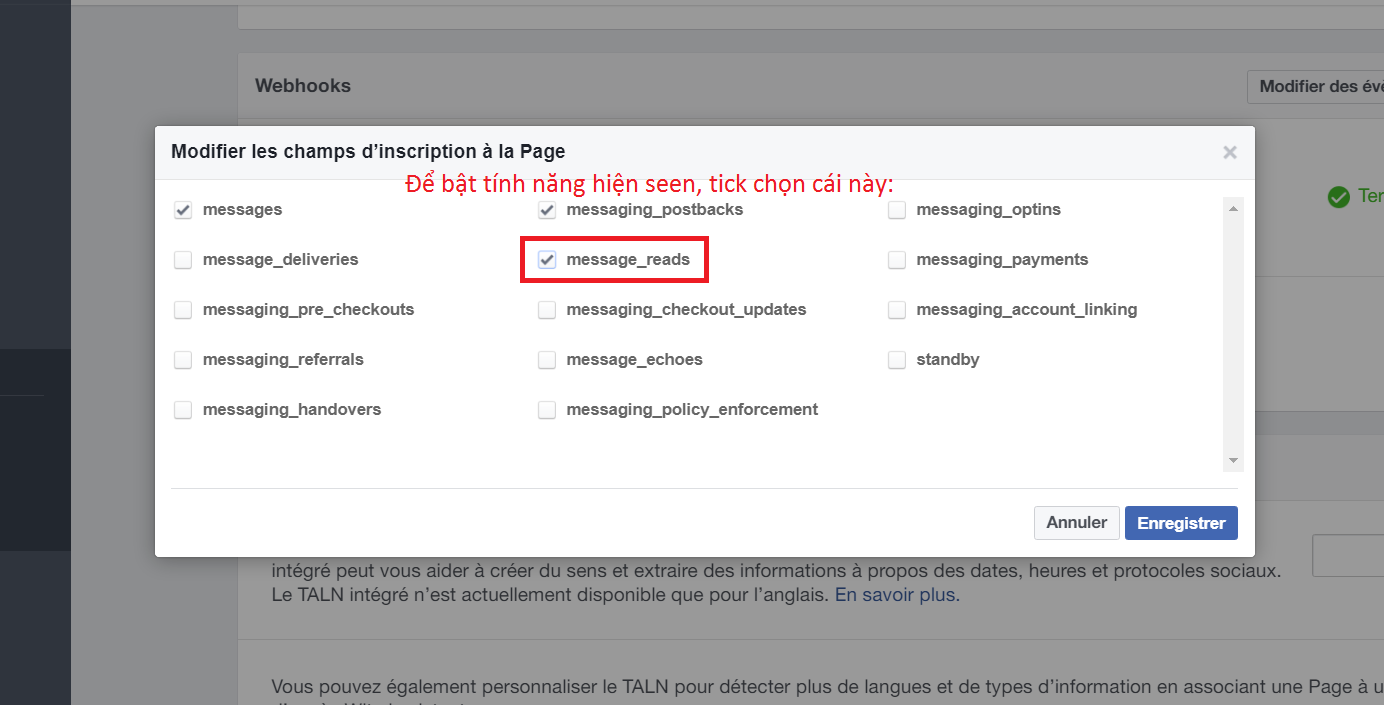 Webhooks
Modifier des évè
Modifier les champs d’inscription à la Page
Để bật tính năng hiện seen, tick chọn cái này:
Ter
messages
messaging_postbacks
messaging_optins
message_deliveries
message_reads
messaging_payments
messaging_pre_checkouts
messaging_checkout_updates
messaging_account_linking
messaging_referrals
message_echoes
standby
messaging_handovers
messaging_policy_enforcement
Annuler
Enregistrer
intégré peut vous aider à créer du sens et extraire des informations à propos des dates, heures et protocoles sociaux.
Le TALN intégré n’est actuellement disponible que pour l’anglais. En savoir plus.
Vous pouvez également personnaliser le TALN pour détecter plus de langues et de types d’information en associant une Page à u